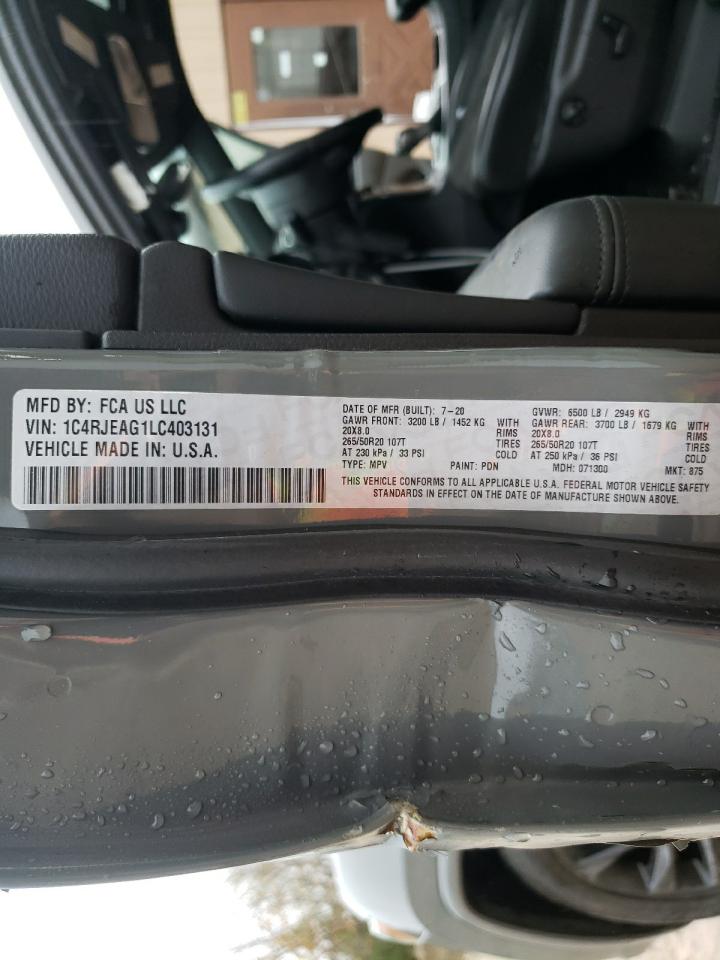 MFD BY: FCA US LLC
VIN: 1C4RJEAG1LC403131
VEHICLE MADE IN: U.S.A.
DATE OF MFR (BUILT): 7-20 GVWR: 6500 LB / 2949 KG
GAWR FRONT: 3200 LB / 1452 KG WITH GAWR REAR: 3700 LB / 1679 KG WITH
20X8.0 TIRES 20X8.0 TIRES
265/50R20 107T RIMS 265/50R20 107T RIMS
AT 230 kPa / 33 PSI COLD AT 250 kPa / 36 PSI COLD
TYPE: MPV PAINT: PDN MDH: 071300 MKT: 875
THIS VEHICLE CONFORMS TO ALL APPLICABLE U.S.A. FEDERAL MOTOR VEHICLE SAFETY
STANDARDS IN EFFECT ON THE DATE OF MANUFACTURE SHOWN ABOVE.